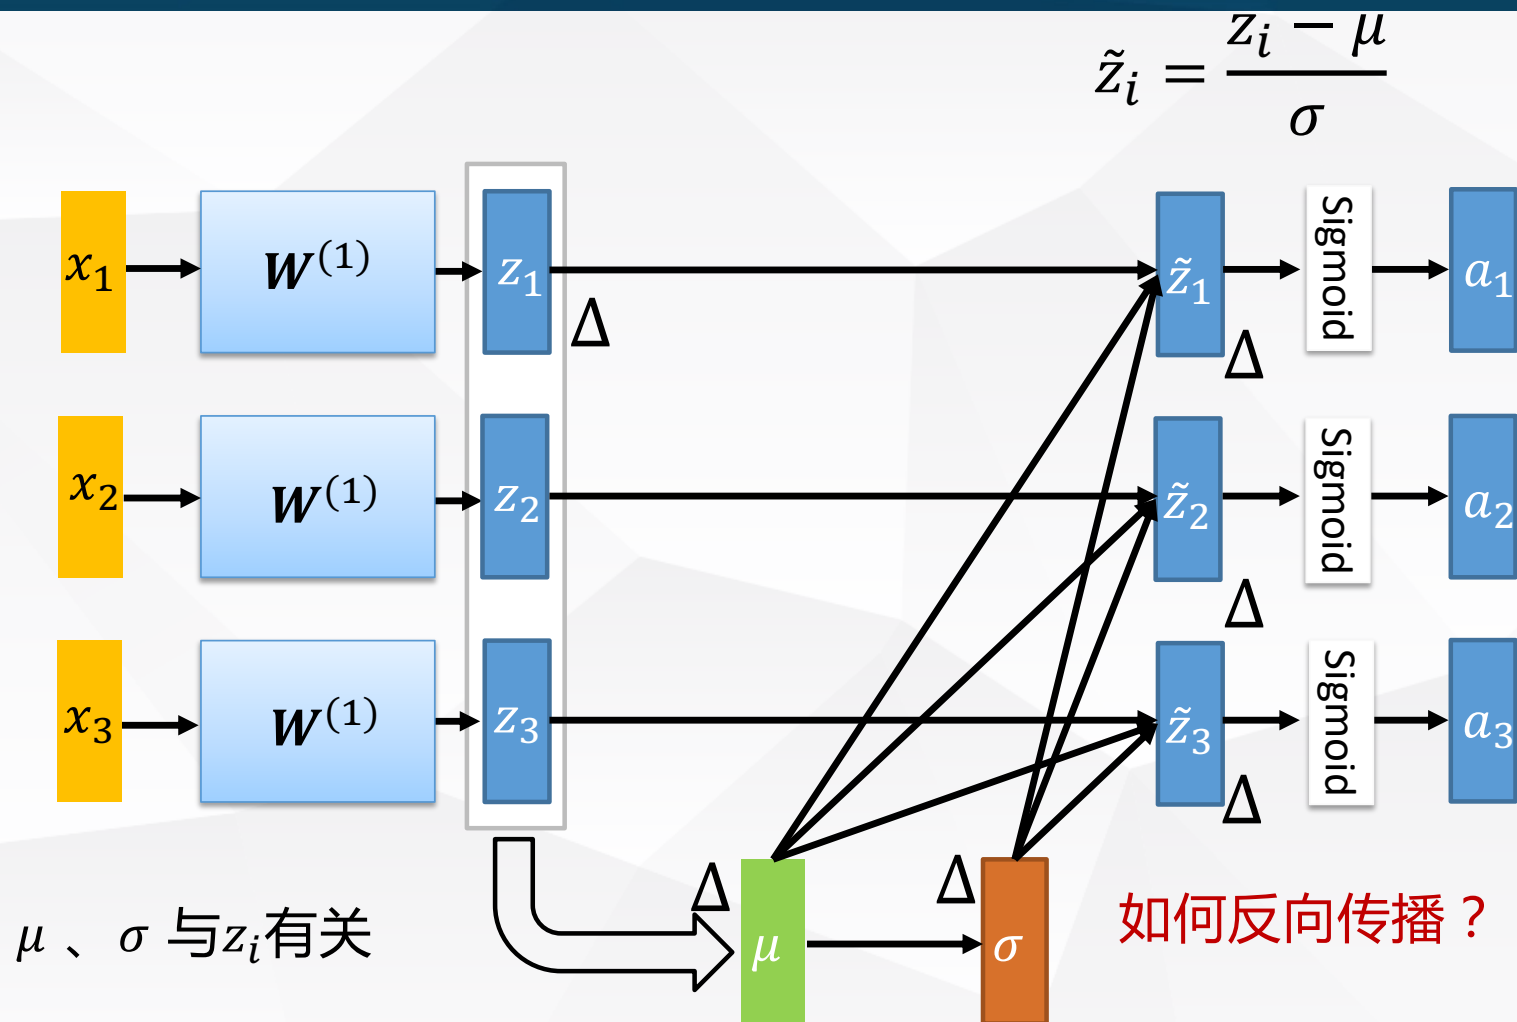 z̃ᵢ = (zᵢ − μ) / σ
x₁ W⁽¹⁾ z₁ Δ z̃₁ Δ Sigmoid a₁
x₂ W⁽¹⁾ z₂ z̃₂ Δ Sigmoid a₂
x₃ W⁽¹⁾ z₃ z̃₃ Δ Sigmoid a₃
μ 、 σ 与zᵢ有关
Δ μ
Δ σ
如何反向传播？